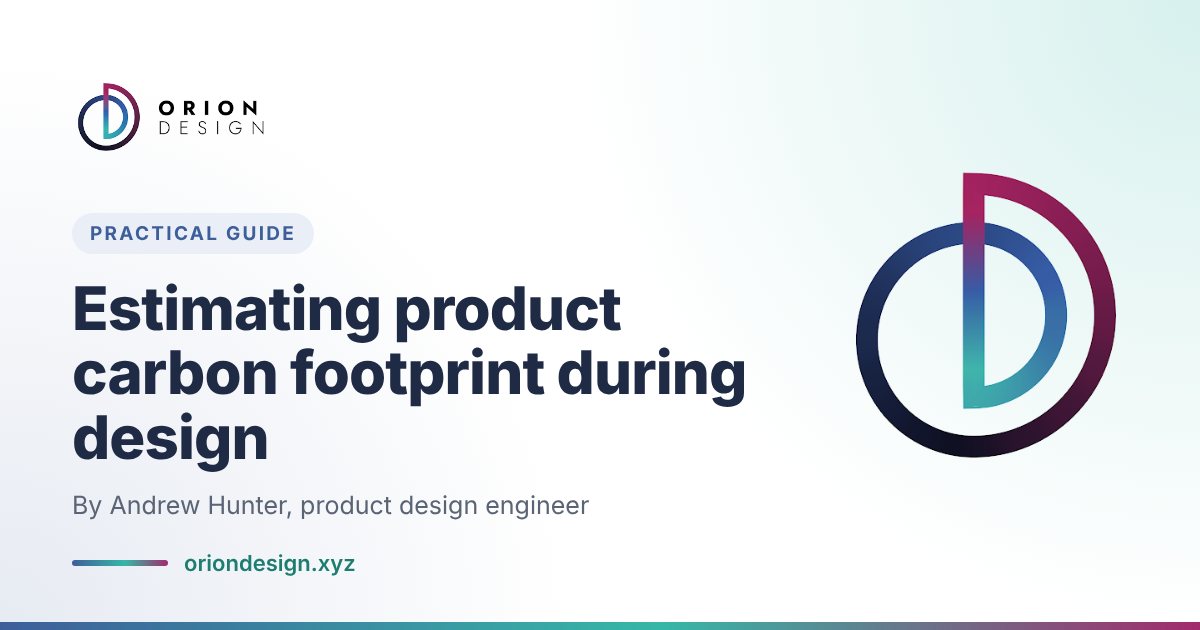 ORION
DESIGN
PRACTICAL GUIDE
Estimating product
carbon footprint during
design
By Andrew Hunter, product design engineer
oriondesign.xyz